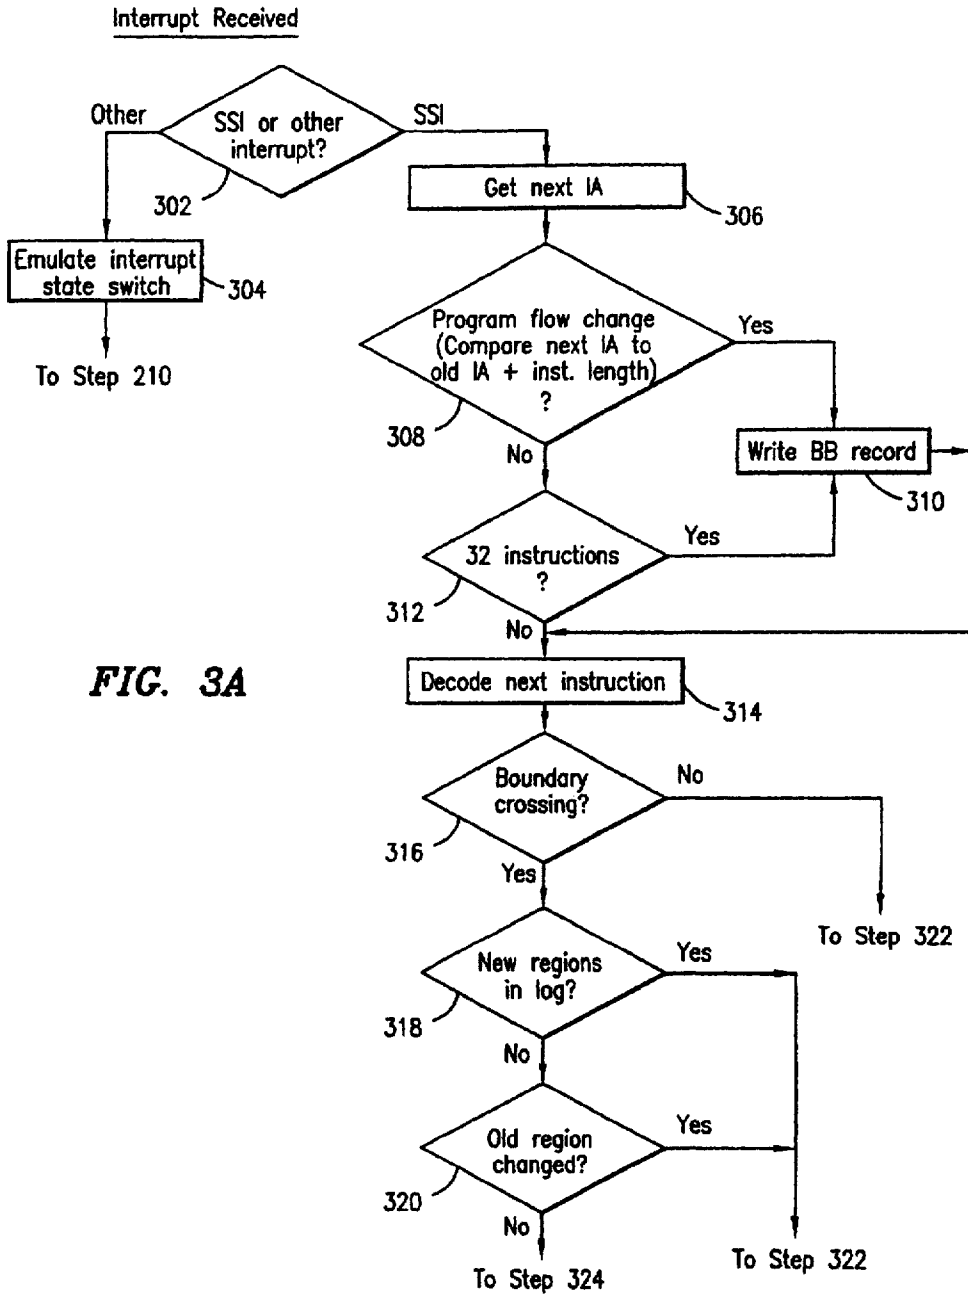 Interrupt Received
Other
SSI or other
interrupt?
SSI
302
Get next IA
306
Emulate interrupt
state switch
304
To Step 210
Program flow change
(Compare next IA to
old IA + inst. length)
?
Yes
308
No
Write BB record
310
32 instructions
?
Yes
312
No
FIG. 3A
Decode next instruction
314
Boundary
crossing?
No
316
Yes
To Step 322
New regions
in log?
Yes
318
No
Old region
changed?
Yes
320
No
To Step 322
To Step 324